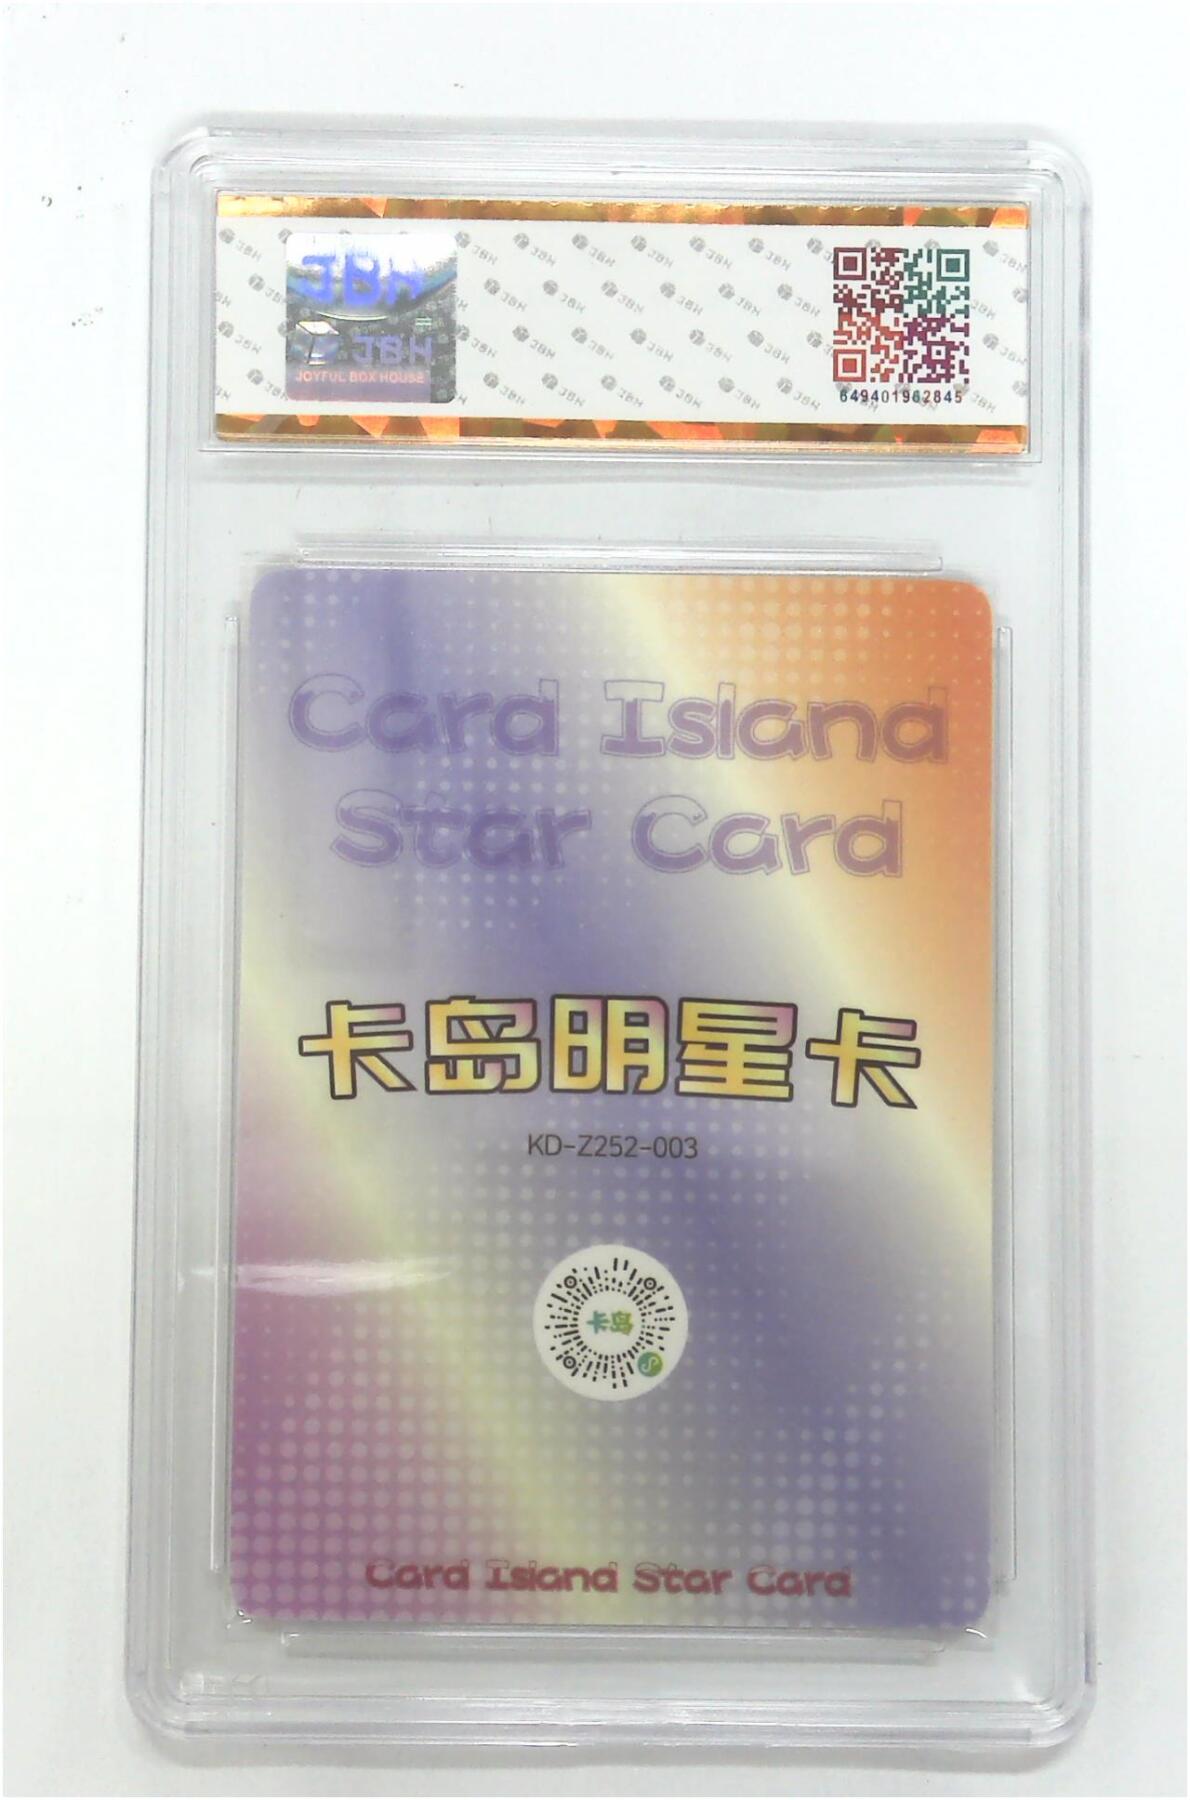 JBH
JBH
JOYFUL BOX HOUSE
649401962845
Card Island
Star Card
卡岛明星卡
KD-Z252-003
卡岛
Card Island Star Card